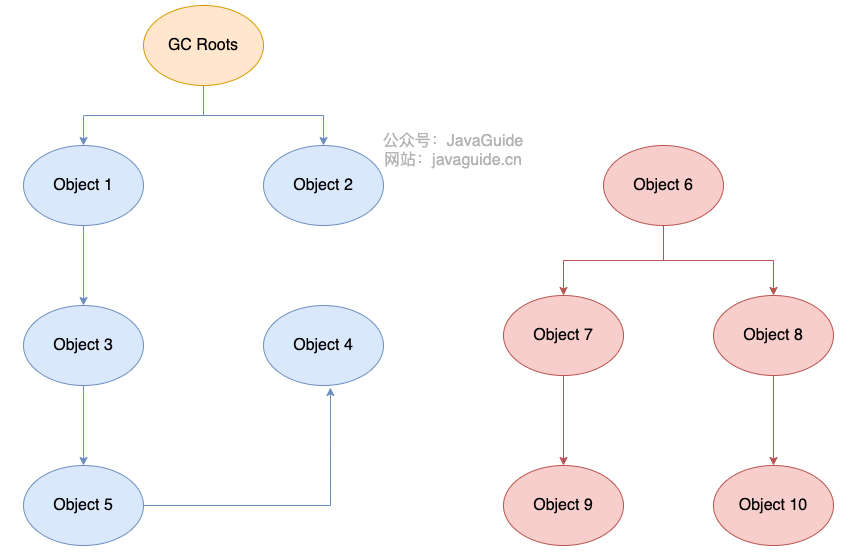 GC Roots
公众号：JavaGuide
网站：javaguide.cn
Object 1
Object 2
Object 6
Object 3
Object 4
Object 7
Object 8
Object 5
Object 9
Object 10